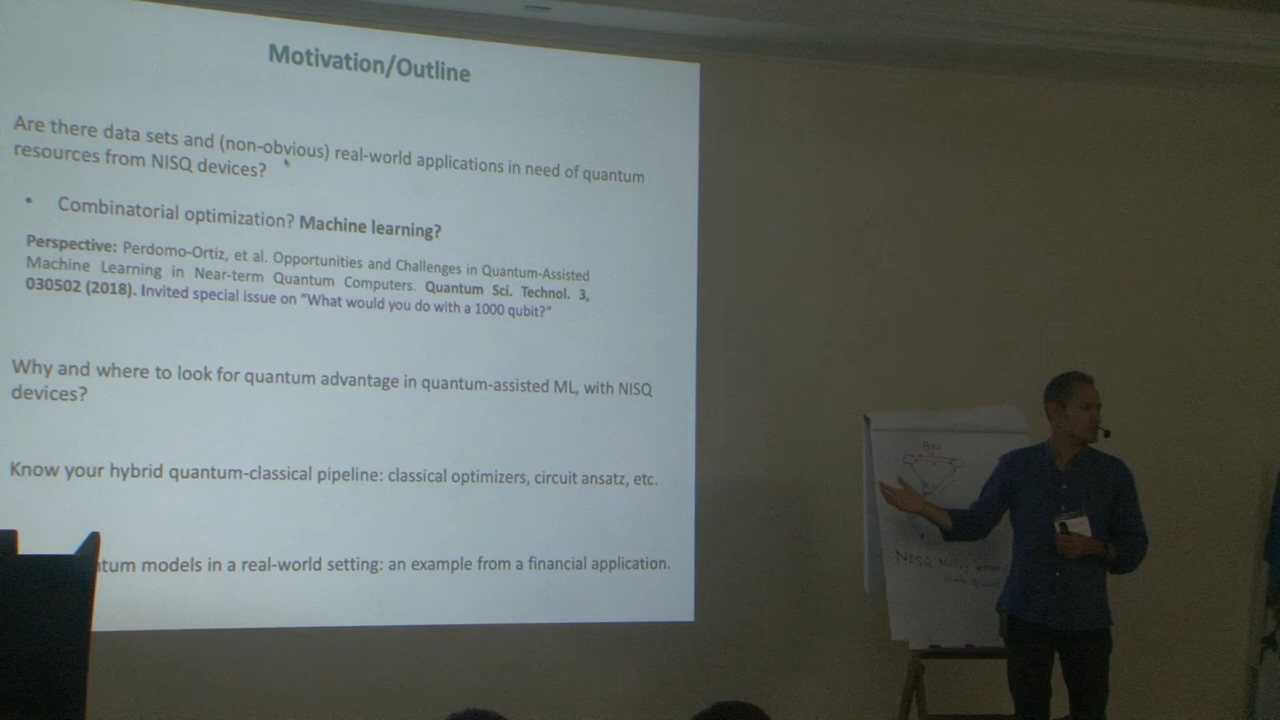 Motivation/Outline
Are there data sets and (non-obvious) real-world applications in need of quantum
resources from NISQ devices?
• Combinatorial optimization? Machine learning?
Perspective: Perdomo-Ortiz, et al. Opportunities and Challenges in Quantum-Assisted
Machine Learning in Near-term Quantum Computers. Quantum Sci. Technol. 3,
030502 (2018). Invited special issue on "What would you do with a 1000 qubit?"
Why and where to look for quantum advantage in quantum-assisted ML, with NISQ
devices?
Know your hybrid quantum-classical pipeline: classical optimizers, circuit ansatz, etc.
tum models in a real-world setting: an example from a financial application.
NISQ